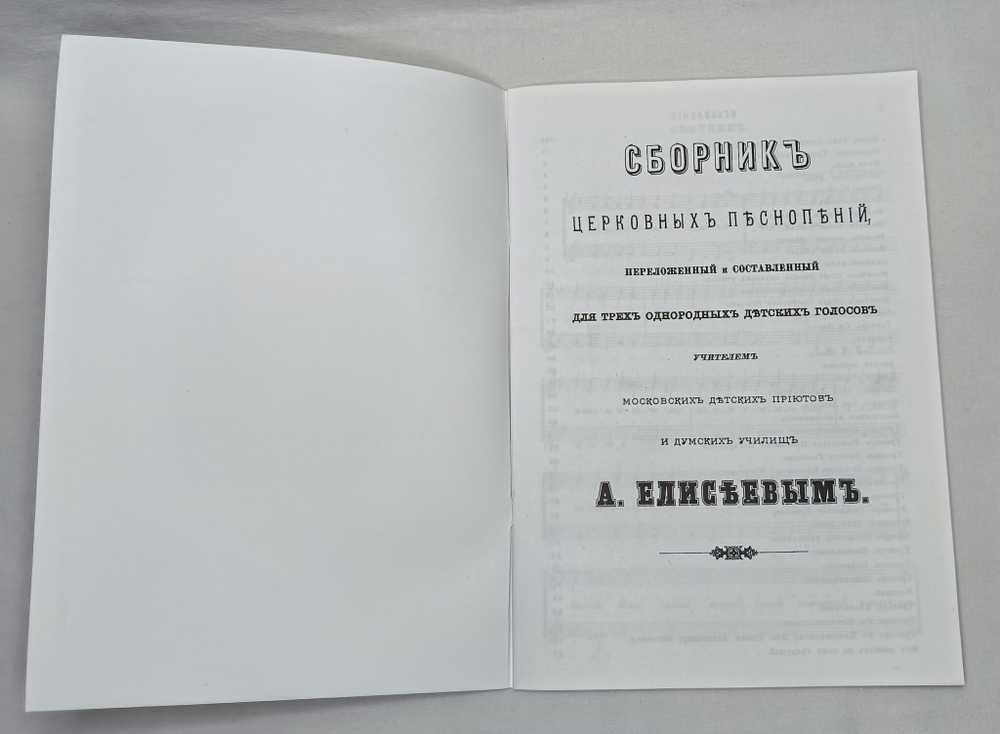 СБОРНИКЪ
ЦЕРКОВНЫХЪ ПѢСНОПѢНІЙ,
ПЕРЕЛОЖЕННЫЙ и СОСТАВЛЕННЫЙ
ДЛЯ ТРЕХЪ ОДНОРОДНЫХЪ ДѢТСКИХЪ ГОЛОСОВЪ
УЧИТЕЛЕМЪ
МОСКОВСКИХЪ ДѢТСКИХЪ ПРІЮТОВЪ
И ДУМСКИХЪ УЧИЛИЩЪ
А. ЕЛИСѢЕВЫМЪ.